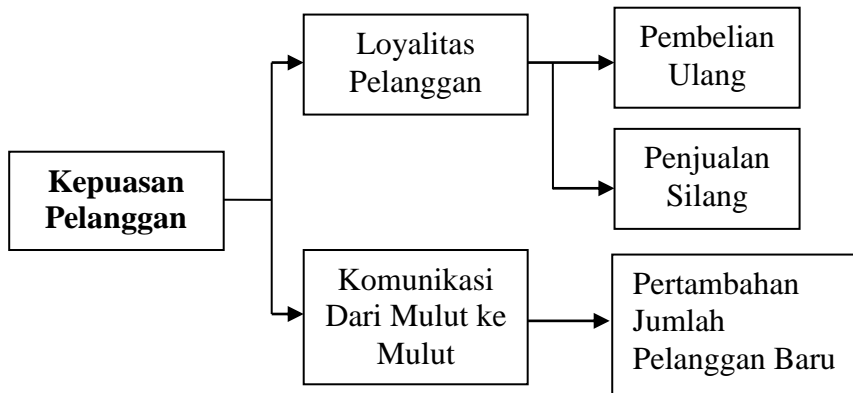 Loyalitas
Pelanggan
Pembelian
Ulang
Penjualan
Silang
Kepuasan
Pelanggan
Komunikasi
Dari Mulut ke
Mulut
Pertambahan
Jumlah
Pelanggan Baru